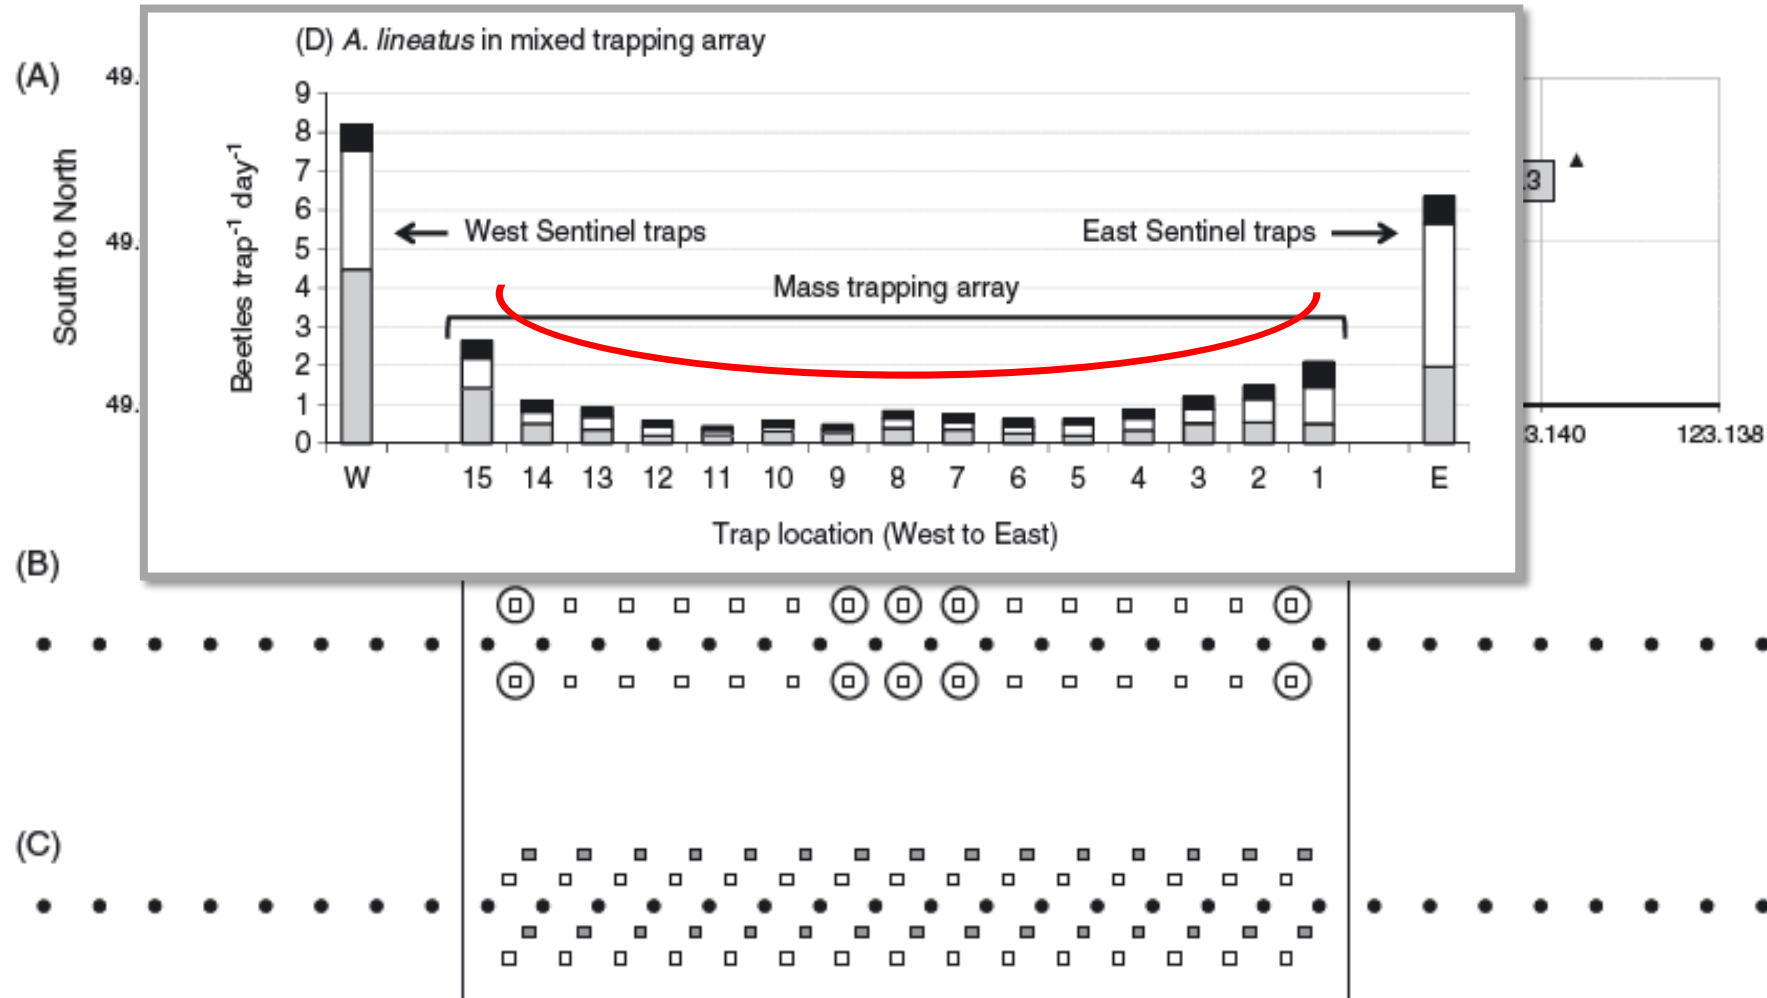 (D) A. lineatus in mixed trapping array
(A)
49.
49.
49.
South to North
Beetles trap⁻¹ day⁻¹
9
8
7
6
5
4
3
2
1
0
West Sentinel traps
East Sentinel traps
Mass trapping array
W 15 14 13 12 11 10 9 8 7 6 5 4 3 2 1 E
Trap location (West to East)
.3
3.140 123.138
(B)
(C)